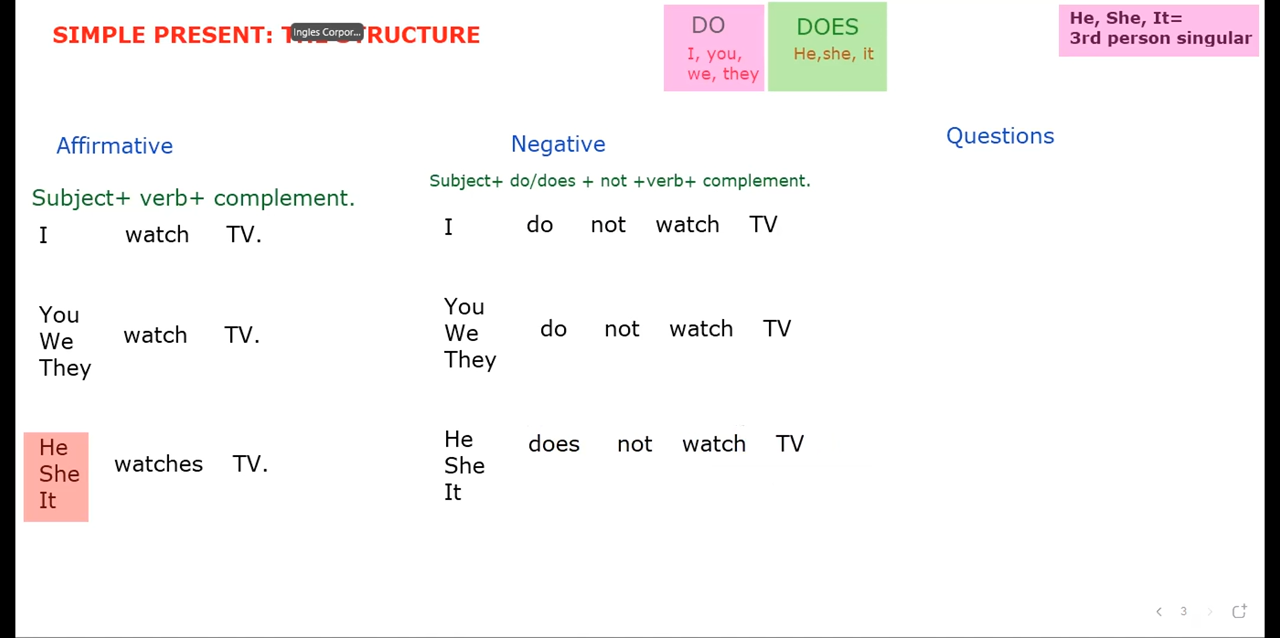 SIMPLE PRESENT: STRUCTURE
Ingles Corpor...
DO
I, you,
we, they
DOES
He,she, it
He, She, It=
3rd person singular
Affirmative
Subject+ verb+ complement.
I watch TV.
You
We
They
watch TV.
He
She
It
watches TV.
Negative
Subject+ do/does + not +verb+ complement.
I do not watch TV
You
We
They
do not watch TV
He
She
It
does not watch TV
Questions
3